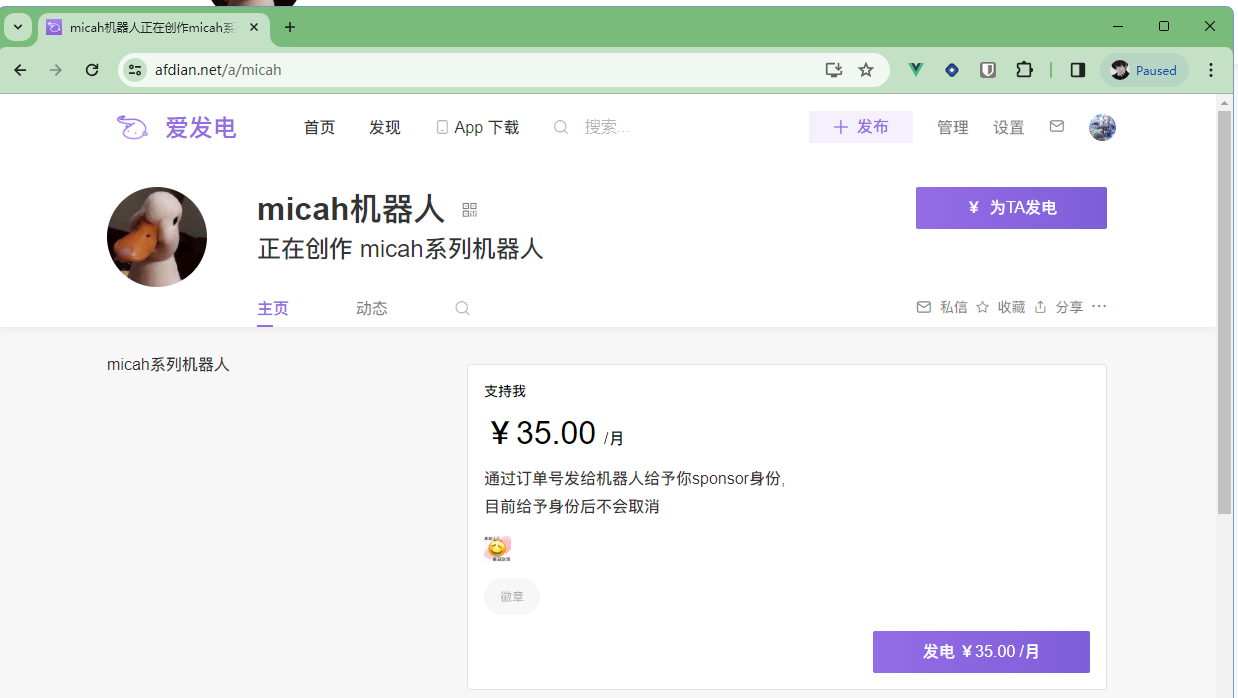 micah机器人正在创作micah系
afdian.net/a/micah
Paused
爱发电
首页
发现
App 下载
搜索...
发布
管理
设置
micah机器人
¥ 为TA发电
正在创作 micah系列机器人
主页
动态
私信
收藏
分享
micah系列机器人
支持我
¥35.00 /月
通过订单号发给机器人给予你sponsor身份,
目前给予身份后不会取消
徽章
发电 ¥35.00 /月